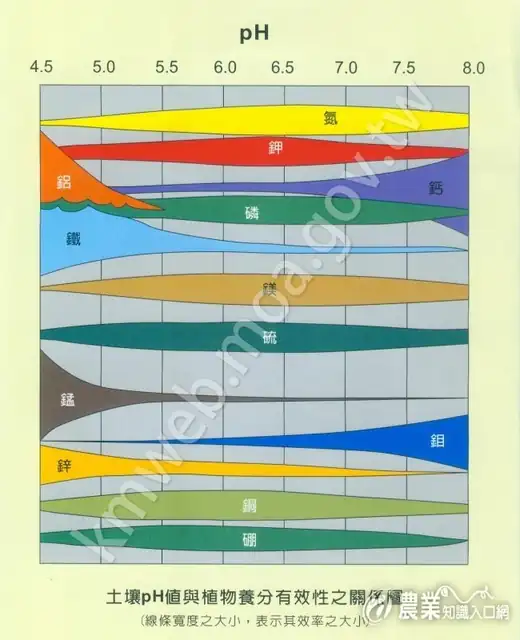 pH
4.5 5.0 5.5 6.0 6.5 7.0 7.5 8.0
氮
鉀
鋁
鈣
磷
鐵
鎂
硫
錳
鉬
鋅
銅
硼
土壤pH值與植物養分有效性之關係圖
(線條寬度之大小，表示其效率之大小)
農業知識入口網
kmweb.moa.gov.tw